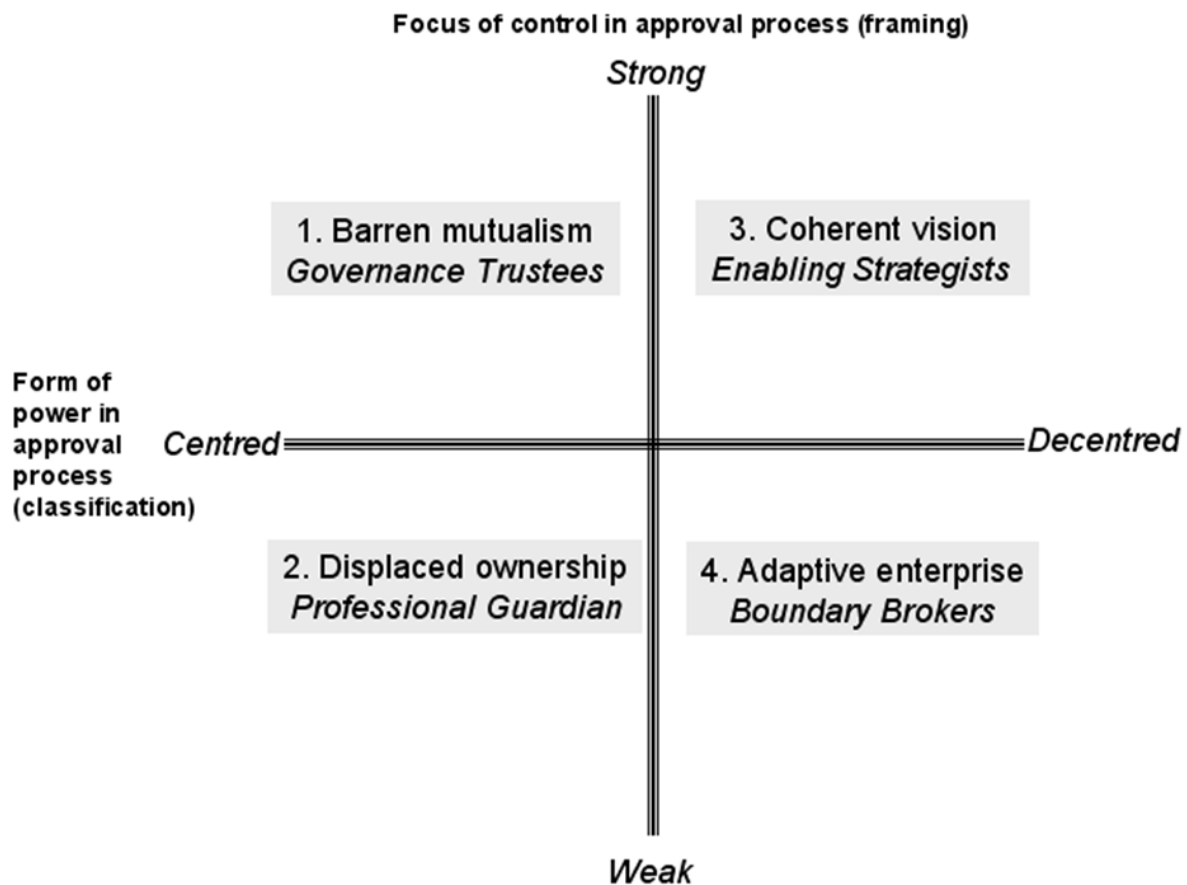 Focus of control in approval process (framing)
Strong
1. Barren mutualism
Governance Trustees
3. Coherent vision
Enabling Strategists
Form of
power in
approval
process
(classification)
Centred
Decentred
2. Displaced ownership
Professional Guardian
4. Adaptive enterprise
Boundary Brokers
Weak